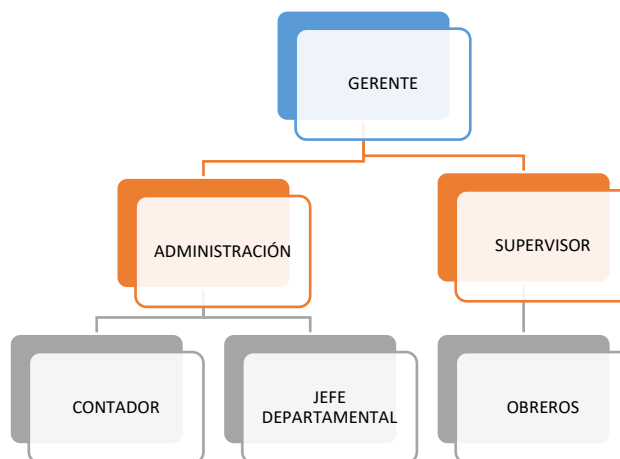 GERENTE
ADMINISTRACIÓN
SUPERVISOR
CONTADOR
JEFE
DEPARTAMENTAL
OBREROS